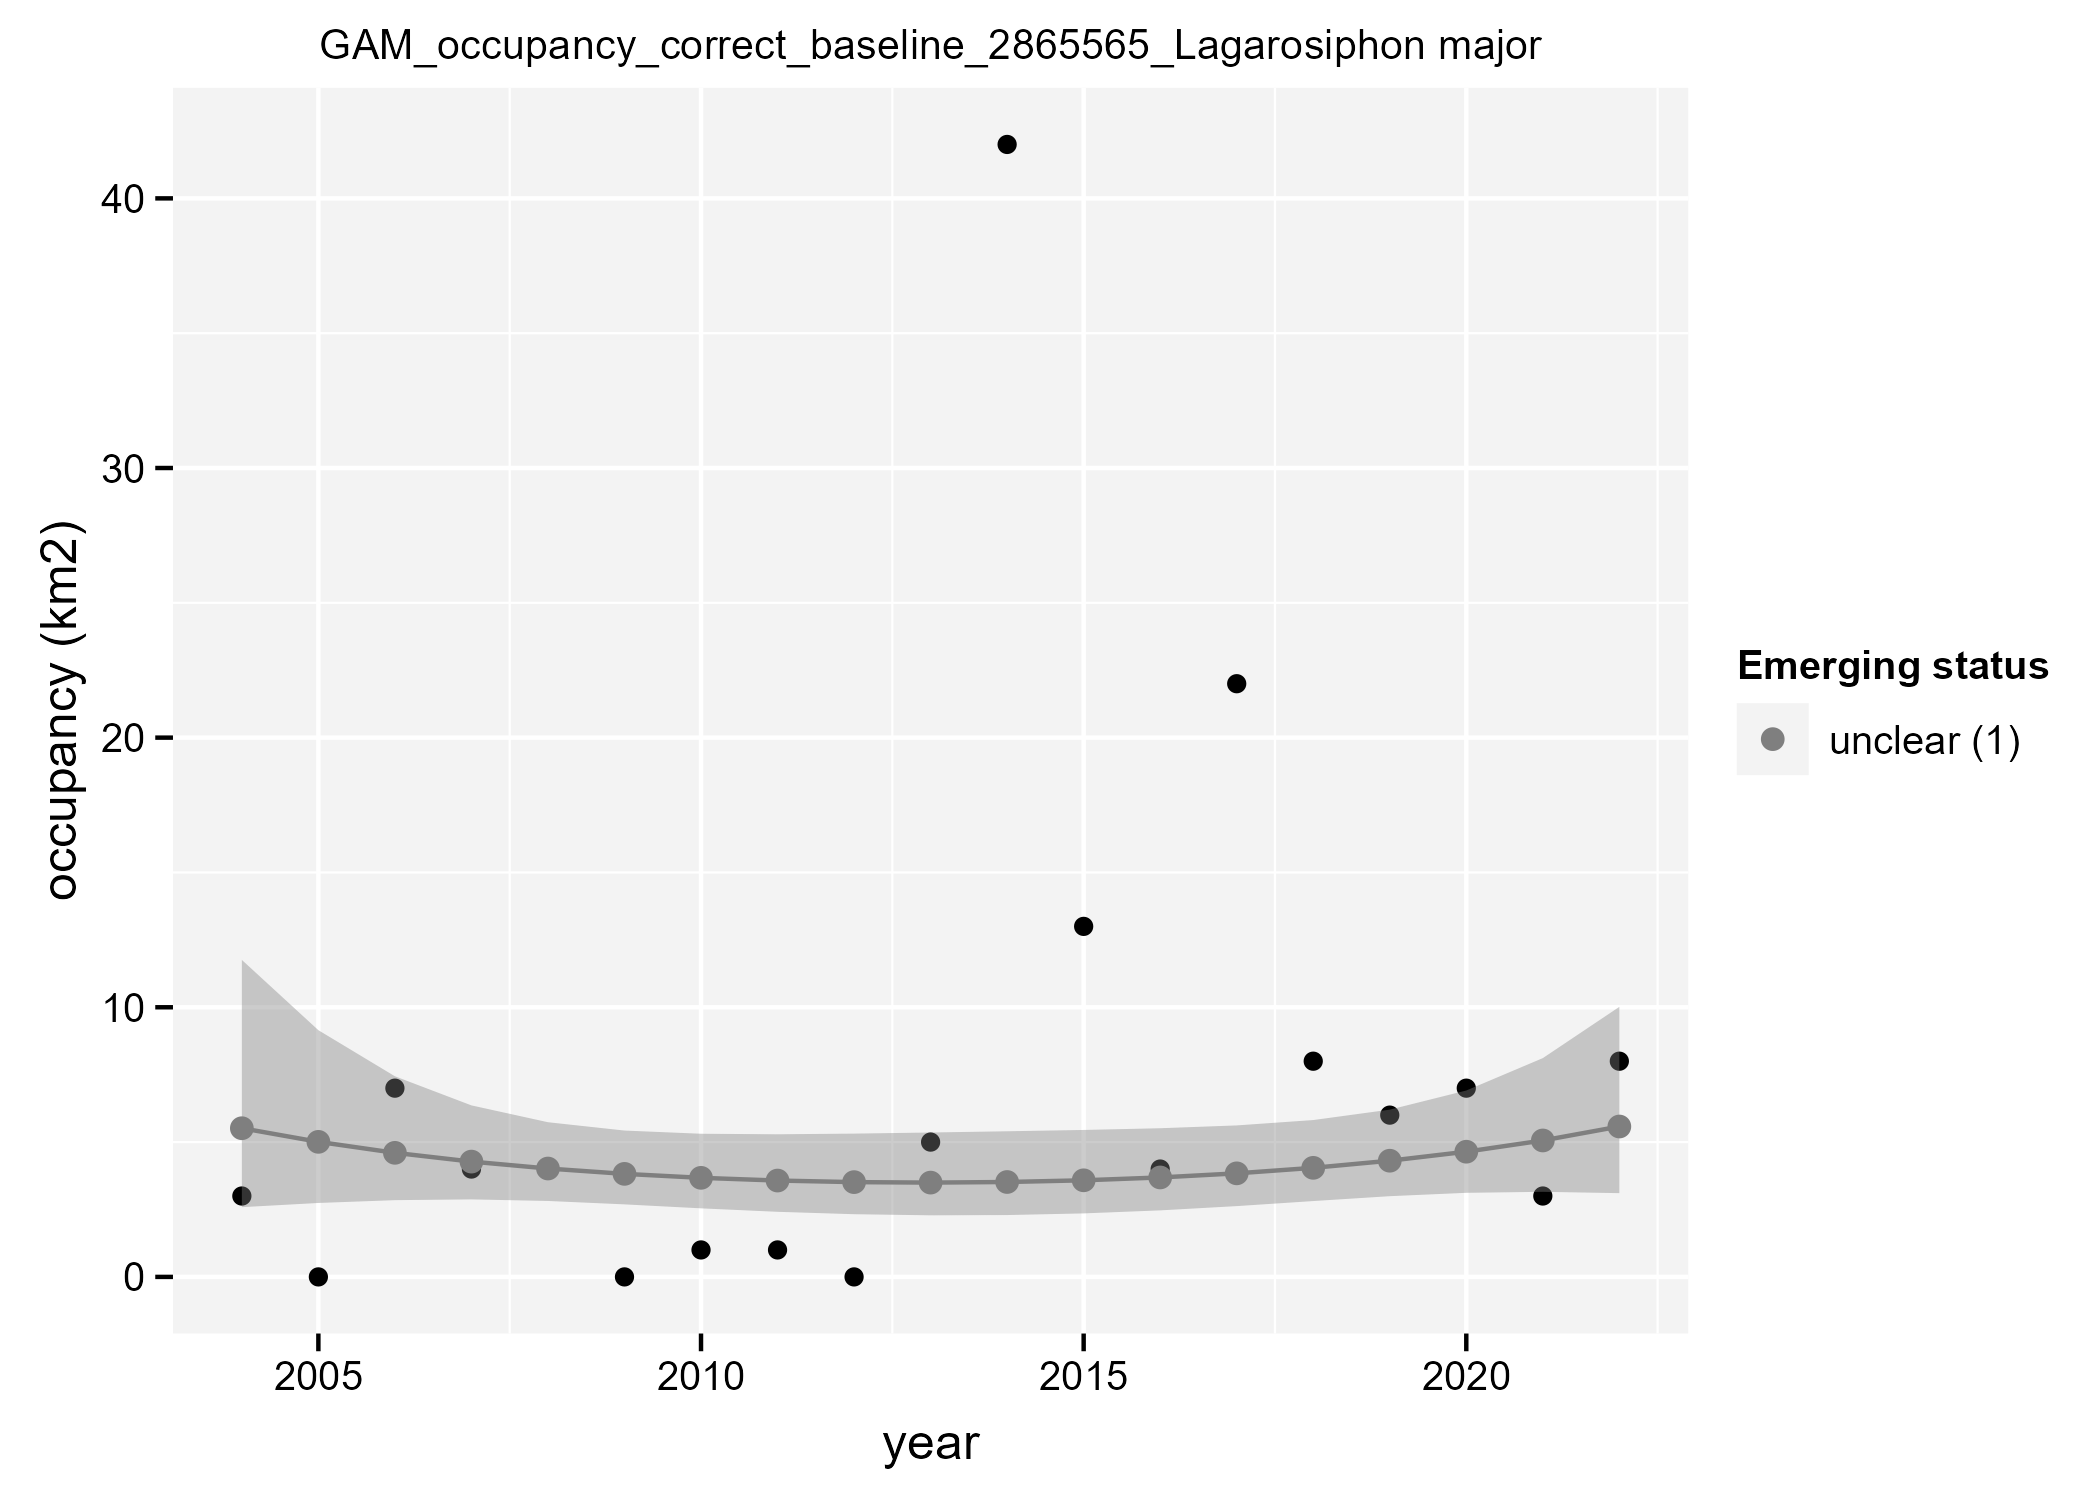 GAM_occupancy_correct_baseline_2865565_Lagarosiphon major
40
30
20
10
0
occupancy (km2)
2005 2010 2015 2020
year
Emerging status
unclear (1)